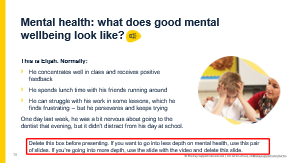 Mental health: what does good mental
wellbeing look like?
This is Elijah. Normally:
He concentrates well in class and receives positive
feedback
He spends lunch time with his friends running around
He can struggle with his work in some lessons, which he
finds frustrating – but he perseveres and keeps trying
One day last week, he was a bit nervous about going to the
dentist that evening, but it didn't distract from his day at school.
Delete this box before presenting. If you want to go into less depth on mental health, use this pair
of slides. If you're going into more depth, use the slide with the video and delete this slide.